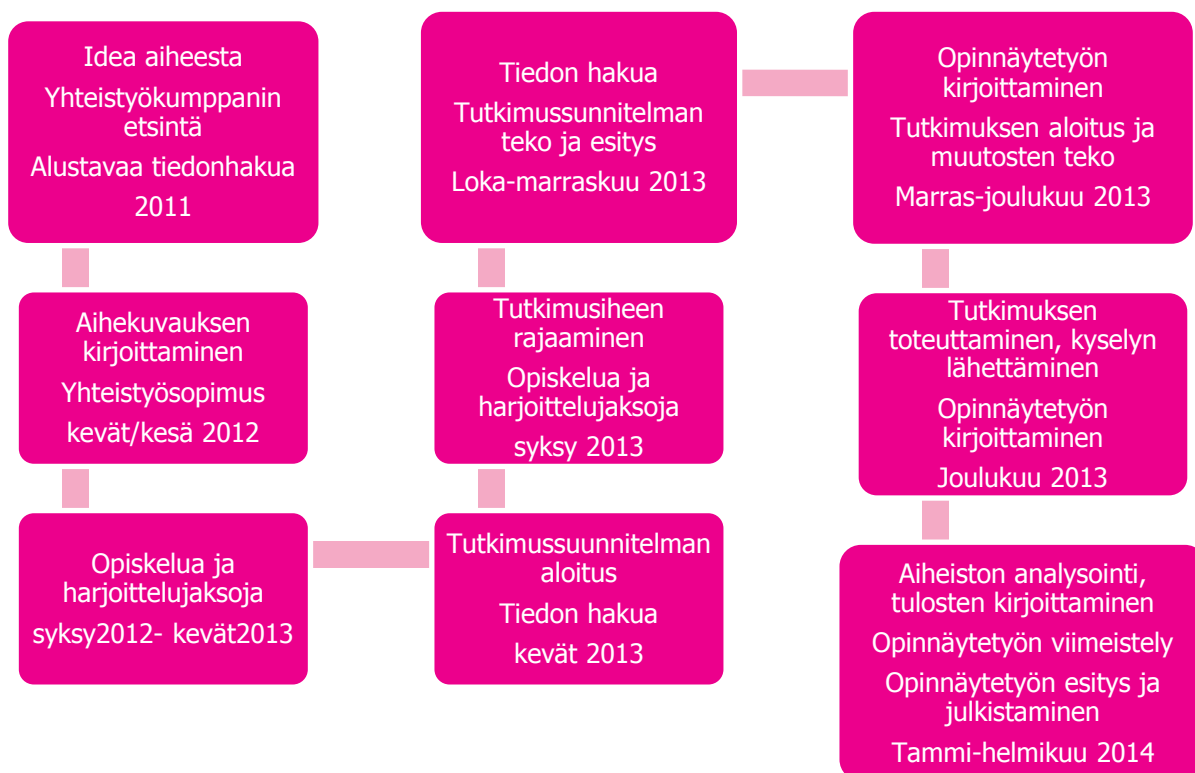 Idea aiheesta
Yhteistyökumppanin
etsintä
Alustavaa tiedonhakua
2011
Aihekuvauksen
kirjoittaminen
Yhteistyösopimus
kevät/kesä 2012
Opiskelua ja
harjoittelujaksoja
syksy2012- kevät2013
Tutkimussuunnitelman
aloitus
Tiedon hakua
kevät 2013
Tutkimusiheen
rajaaminen
Opiskelua ja
harjoittelujaksoja
syksy 2013
Tiedon hakua
Tutkimussunnitelman
teko ja esitys
Loka-marraskuu 2013
Opinnäytetyön
kirjoittaminen
Tutkimuksen aloitus ja
muutosten teko
Marras-joulukuu 2013
Tutkimuksen
toteuttaminen, kyselyn
lähettäminen
Opinnäytetyön
kirjoittaminen
Joulukuu 2013
Aiheiston analysointi,
tulosten kirjoittaminen
Opinnäytetyön viimeistely
Opinnäytetyön esitys ja
julkistaminen
Tammi-helmikuu 2014